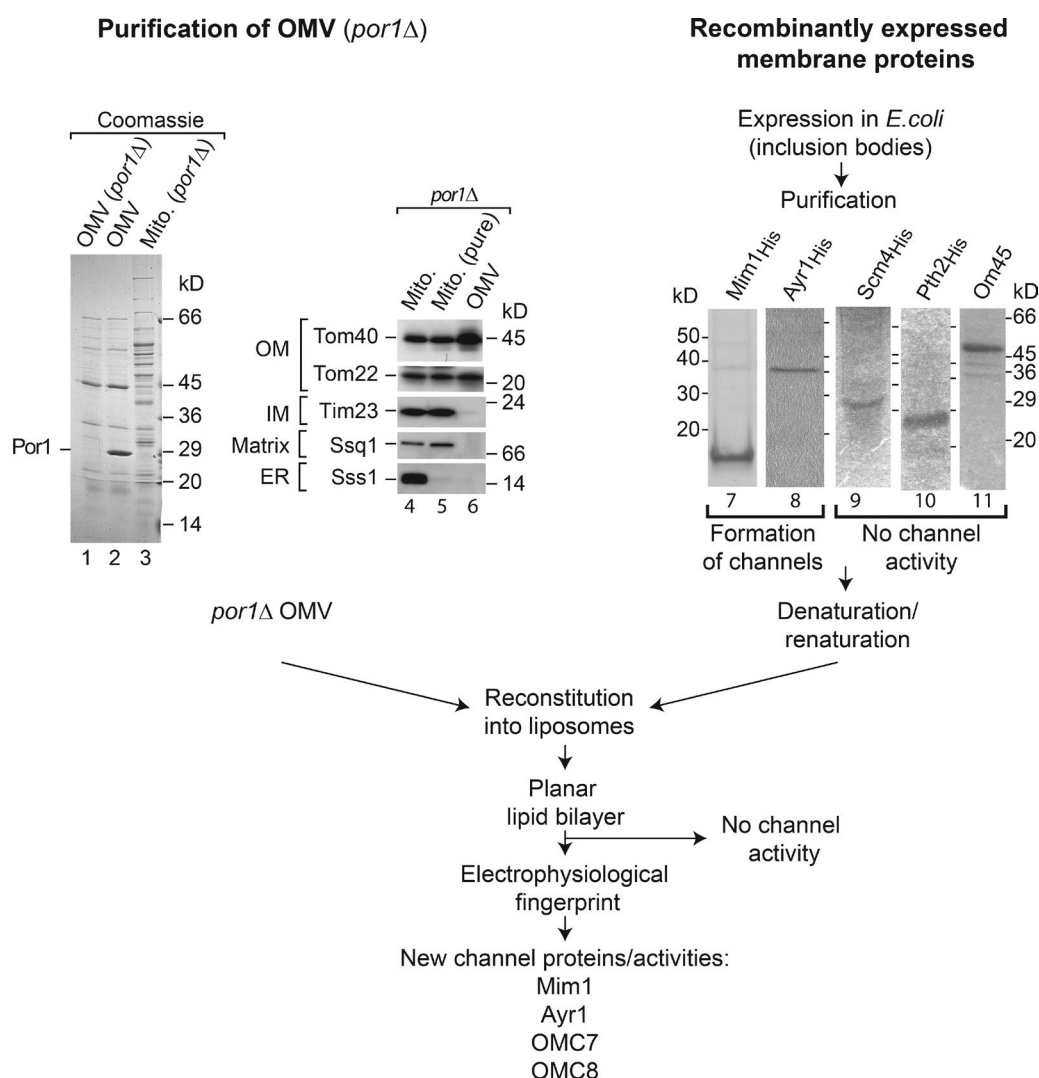 Purification of OMV (por1Δ)
Coomassie
OMV (por1Δ)
OMV
Mito. (por1Δ)
kD
66
45
36
29
20
14
Por1
1 2 3
por1Δ
Mito.
Mito. (pure)
OMV
kD
OM
Tom40
45
Tom22
20
IM
Tim23
24
Matrix
Ssq1
66
ER
Sss1
14
4 5 6
Recombinantly expressed
membrane proteins
Expression in E.coli
(inclusion bodies)
Purification
Mim1His
Ayr1His
Scm4His
Pth2His
Om45
kD
50
40
30
20
kD
66
45
36
29
20
7 8 9 10 11
Formation
of channels
No channel
activity
por1Δ OMV
Denaturation/
renaturation
Reconstitution
into liposomes
Planar
lipid bilayer
No channel
activity
Electrophysiological
fingerprint
New channel proteins/activities:
Mim1
Ayr1
OMC7
OMC8